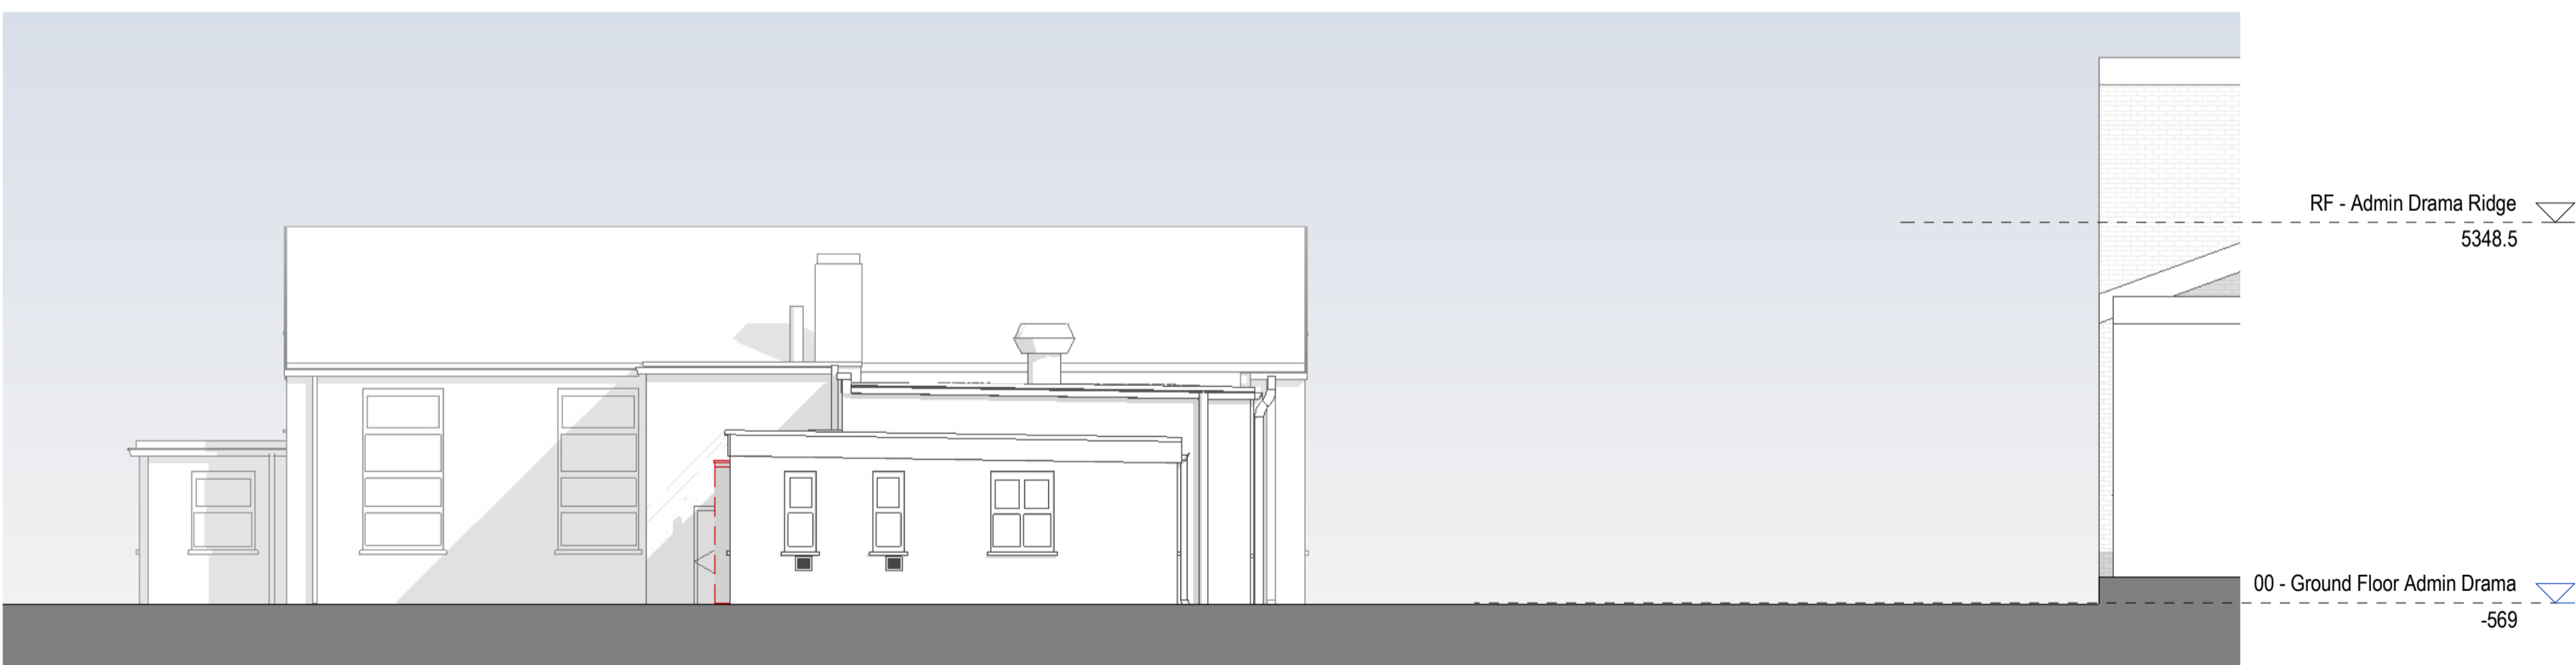 RF - Admin Drama Ridge
5348.5
00 - Ground Floor Admin Drama
-569